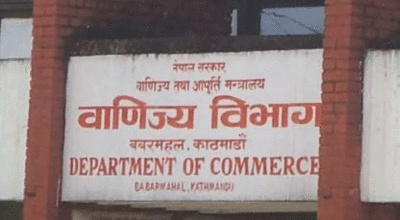 नेपाल सरकार
वाणिज्य तथा आपूर्ति मन्त्रालय
वाणिज्य विभाग
बबरमहल, काठमाडौं
DEPARTMENT OF COMMERCE
BABARMAHAL, KATHMANDU